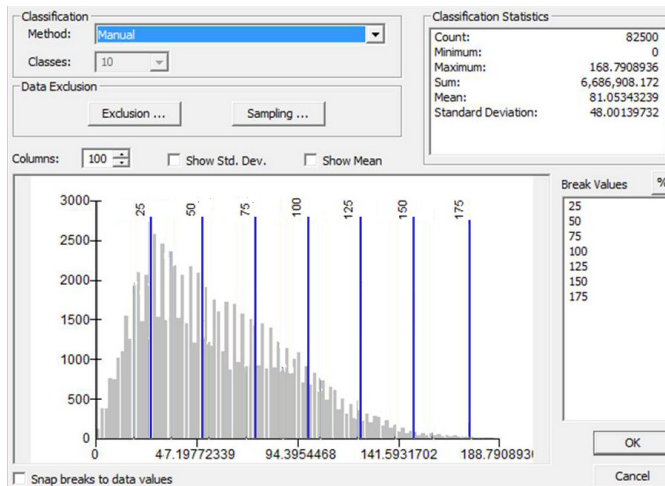 Classification
Method: Manual
Classes: 10
Data Exclusion
Exclusion ...
Sampling ...
Classification Statistics
Count: 82500
Minimum: 0
Maximum: 168.7908936
Sum: 6,686,908.172
Mean: 81.05343239
Standard Deviation: 48.00139732
Columns: 100
Show Std. Dev.
Show Mean
Break Values
%
25
50
75
100
125
150
175
3000
2500
2000
1500
1000
500
0
25
50
75
100
125
150
175
0
47.19772339
94.3954468
141.5931702
188.7908936
OK
Snap breaks to data values
Cancel